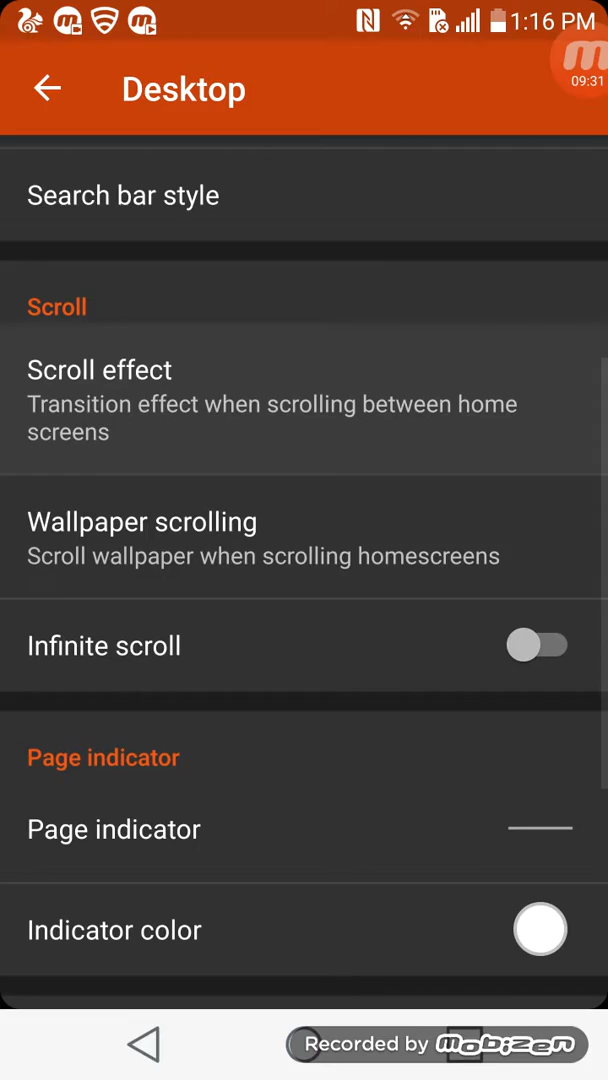 1:16 PM
Desktop
09:31
Search bar style
Scroll
Scroll effect
Transition effect when scrolling between home
screens
Wallpaper scrolling
Scroll wallpaper when scrolling homescreens
Infinite scroll
Page indicator
Page indicator
Indicator color
Recorded by mobizen